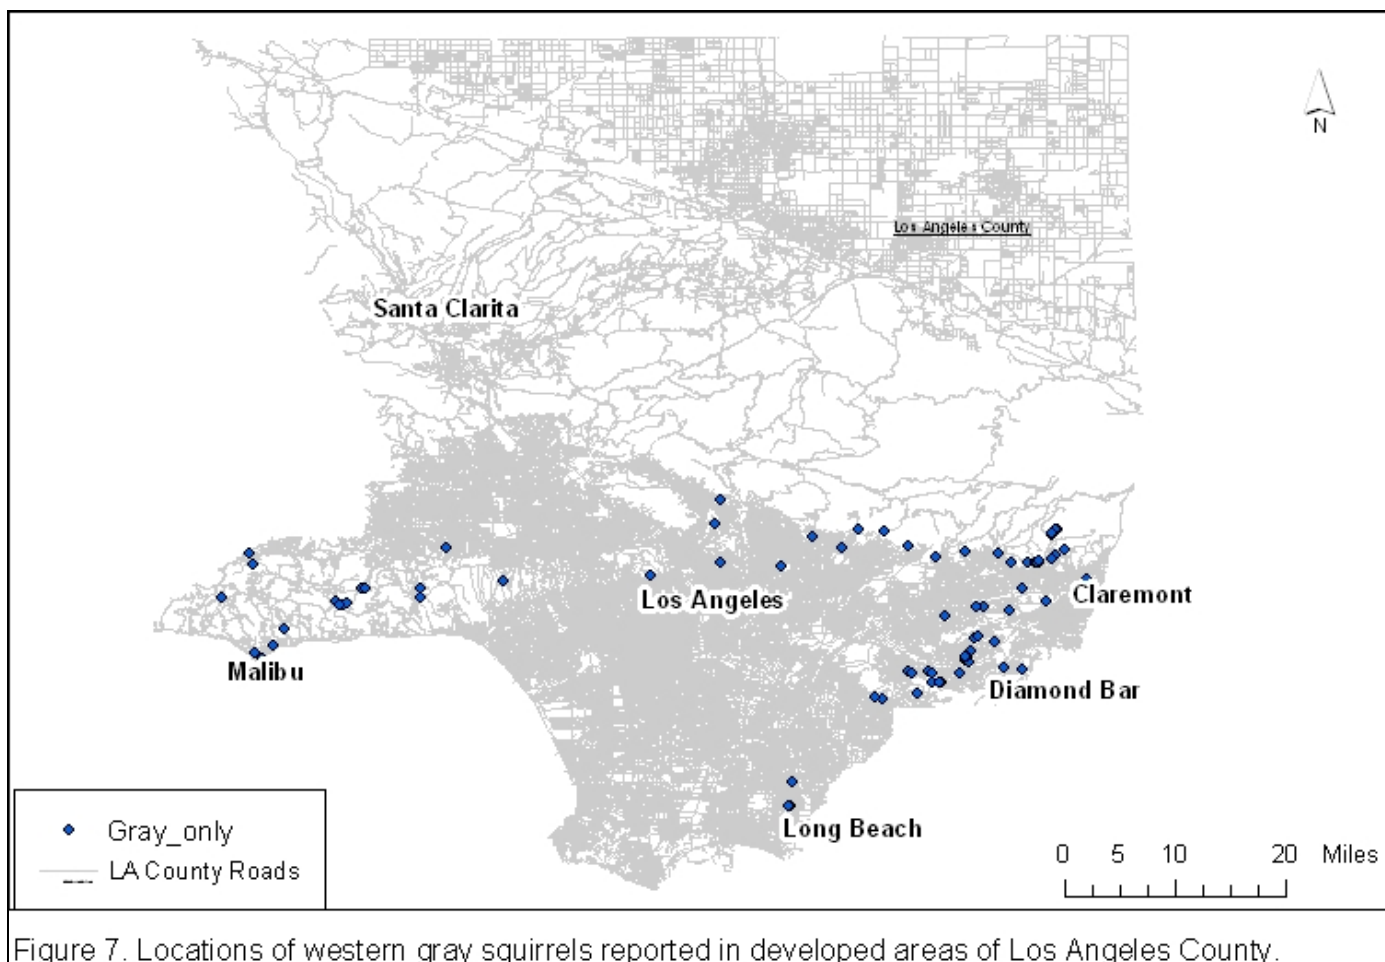 N
Los Angeles County
Santa Clarita
Los Angeles
Claremont
Malibu
Diamond Bar
Long Beach
Gray_only
LA County Roads
0 5 10 20 Miles
Figure 7. Locations of western gray squirrels reported in developed areas of Los Angeles County.